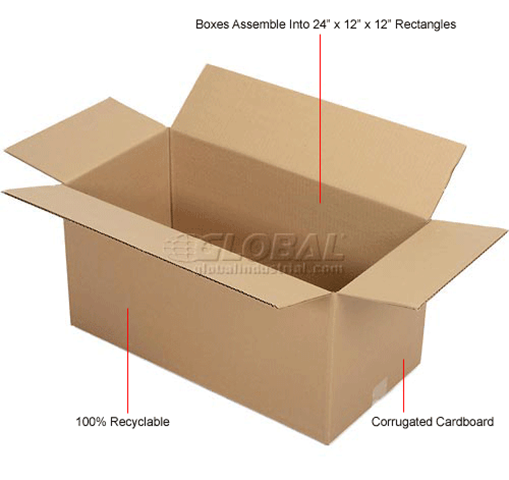 Boxes Assemble Into 24" x 12" x 12" Rectangles
GLOBAL
globalindustrial.com
100% Recyclable
Corrugated Cardboard